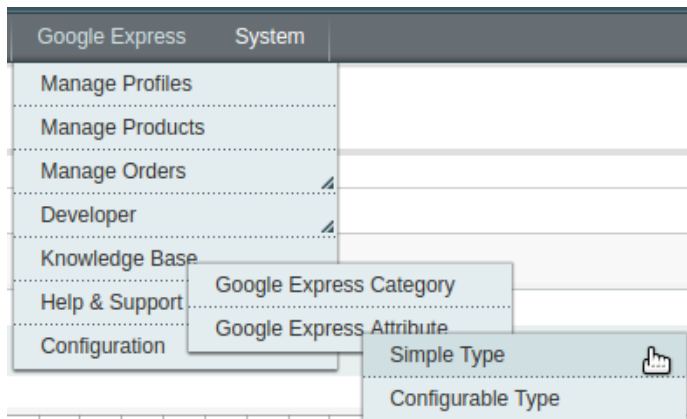 Google Express System
Manage Profiles
Manage Products
Manage Orders
Developer
Knowledge Base
Google Express Category
Help & Support
Google Express Attribute
Configuration
Simple Type
Configurable Type